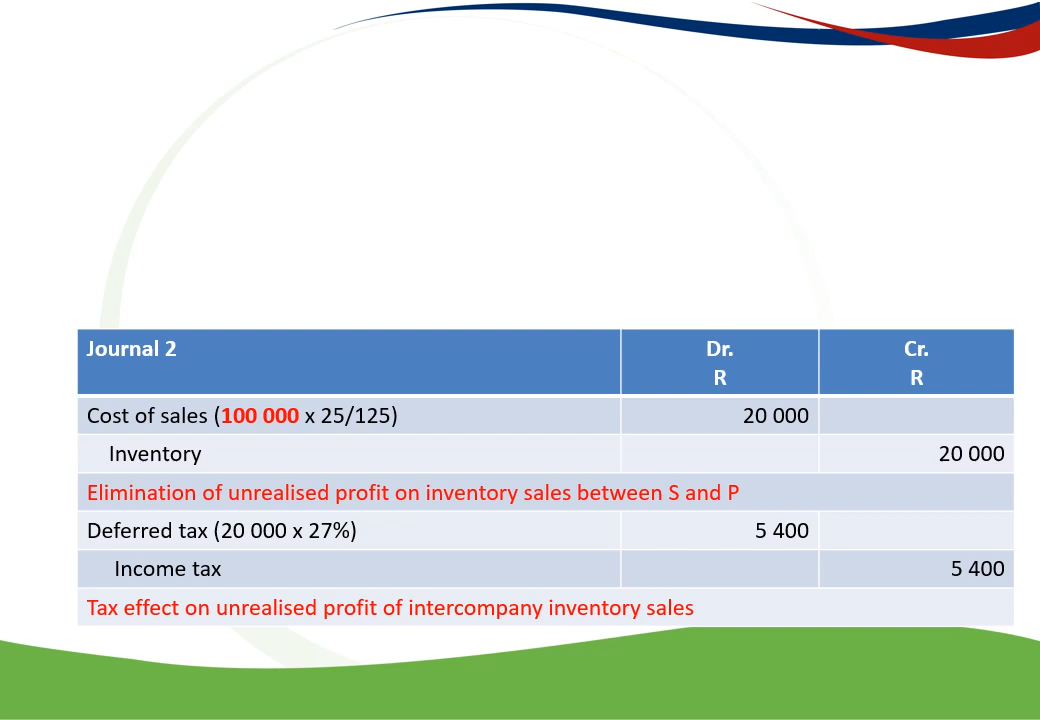 Journal 2 Dr. Cr.
R R
Cost of sales (100 000 x 25/125) 20 000
Inventory 20 000
Elimination of unrealised profit on inventory sales between S and P
Deferred tax (20 000 x 27%) 5 400
Income tax 5 400
Tax effect on unrealised profit of intercompany inventory sales